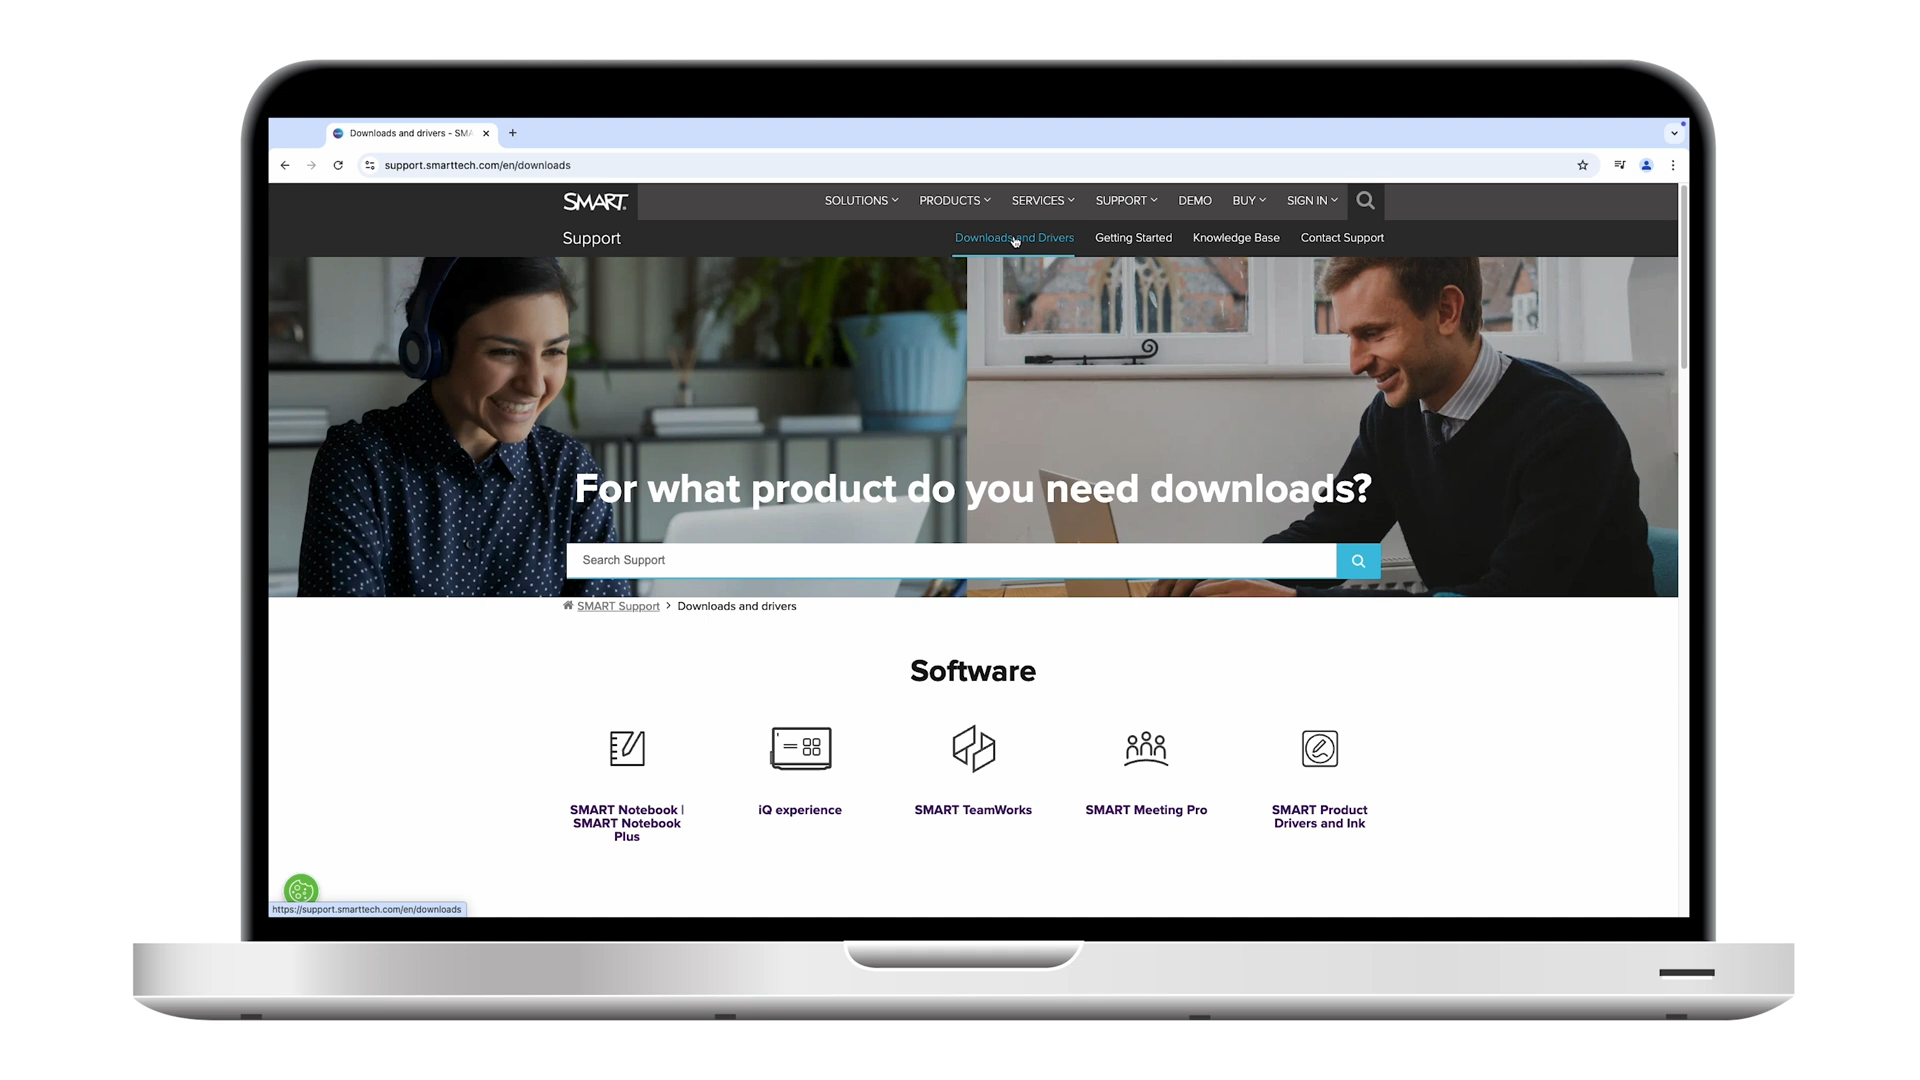 Downloads and drivers - SMA
support.smarttech.com/en/downloads
SMART
SOLUTIONS PRODUCTS SERVICES SUPPORT DEMO BUY SIGN IN
Support
Downloads and Drivers Getting Started Knowledge Base Contact Support
For what product do you need downloads?
Search Support
SMART Support > Downloads and drivers
Software
SMART Notebook |
SMART Notebook
Plus
iQ experience
SMART TeamWorks
SMART Meeting Pro
SMART Product
Drivers and Ink
https://support.smarttech.com/en/downloads